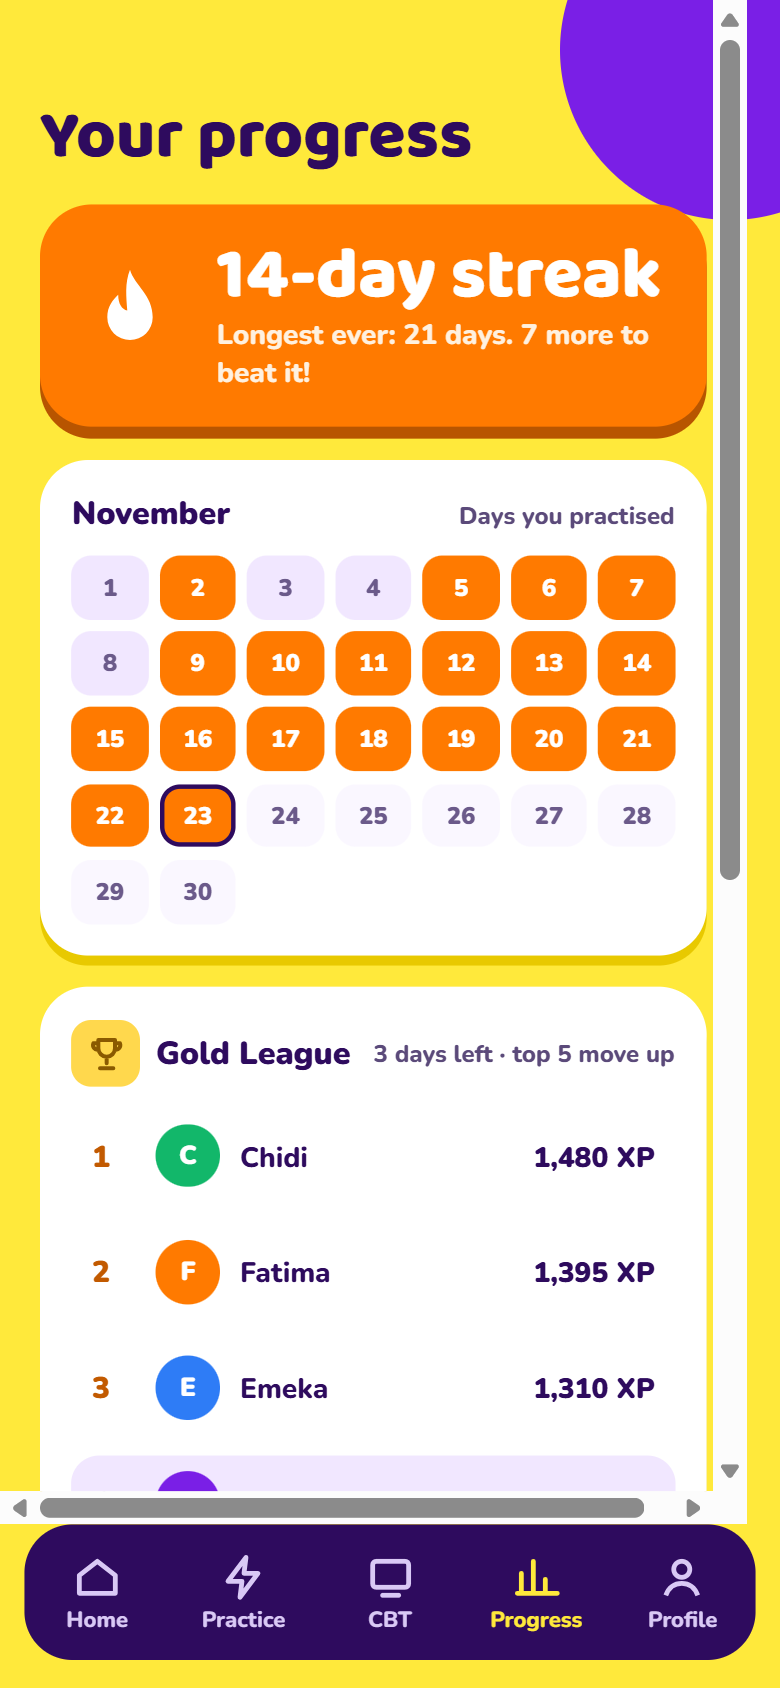 Your progress
14-day streak
Longest ever: 21 days. 7 more to
beat it!
November Days you practised
1 2 3 4 5 6 7
8 9 10 11 12 13 14
15 16 17 18 19 20 21
22 23 24 25 26 27 28
29 30
Gold League 3 days left · top 5 move up
1 C Chidi 1,480 XP
2 F Fatima 1,395 XP
3 E Emeka 1,310 XP
Home Practice CBT Progress Profile